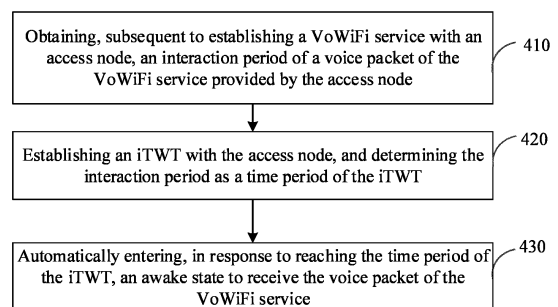 Obtaining, subsequent to establishing a VoWiFi service with an
access node, an interaction period of a voice packet of the
VoWiFi service provided by the access node
410
Establishing an iTWT with the access node, and determining the
interaction period as a time period of the iTWT
420
Automatically entering, in response to reaching the time period of
the iTWT, an awake state to receive the voice packet of the
VoWiFi service
430